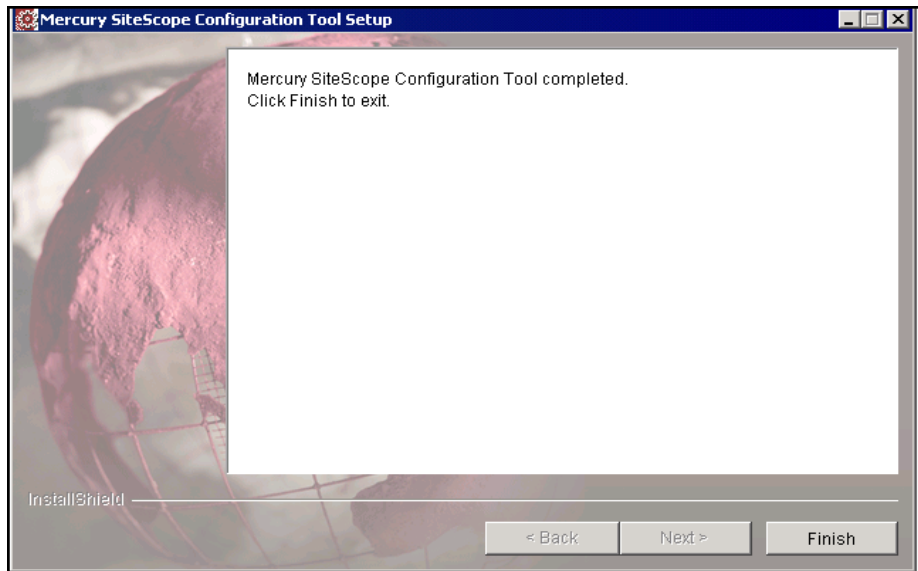 Mercury SiteScope Configuration Tool Setup
Mercury SiteScope Configuration Tool completed.
Click Finish to exit.
InstallShield
< Back
Next >
Finish